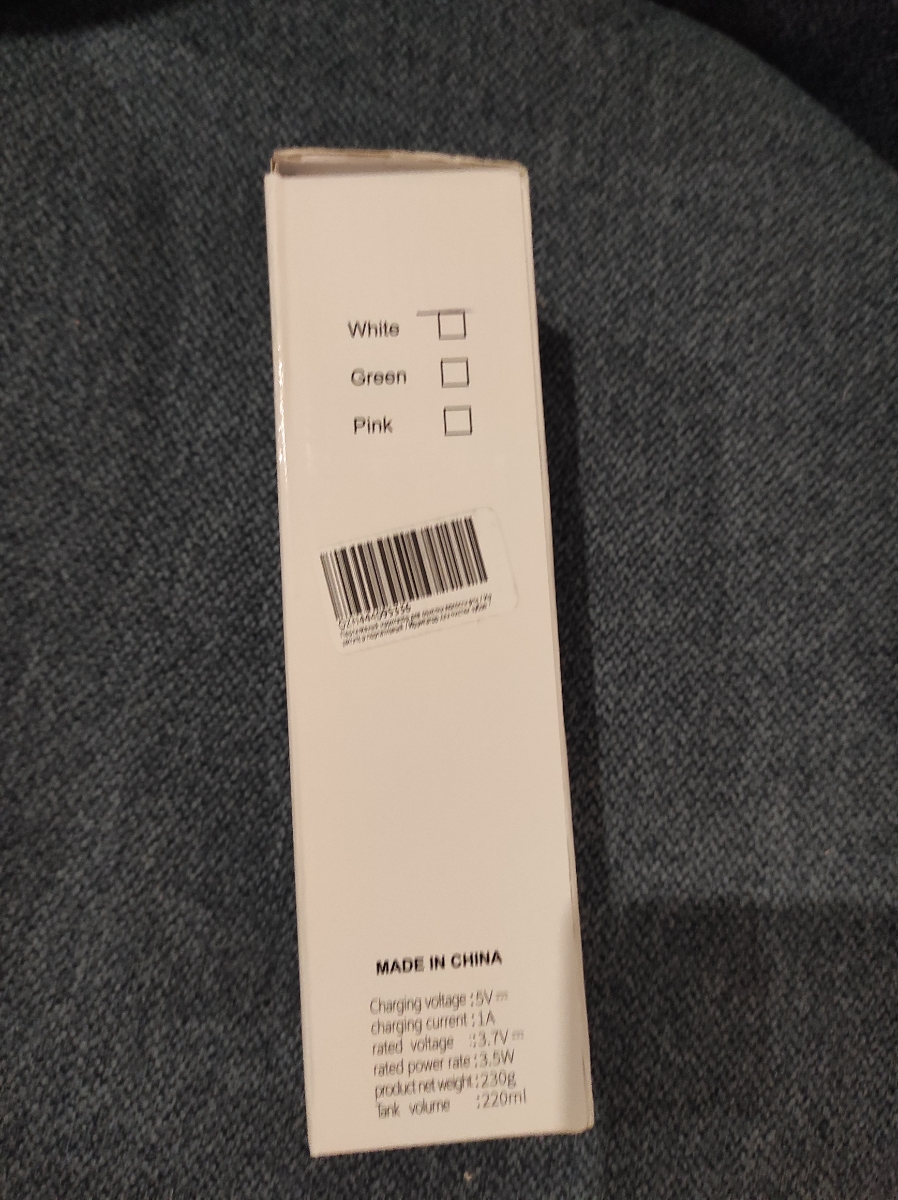 White
Green
Pink
MADE IN CHINA
Charging voltage : 5V
charging current : 1A
rated voltage : 3.7V
rated power rate : 3.5W
product net weight : 230g
Tank volume : 220ml